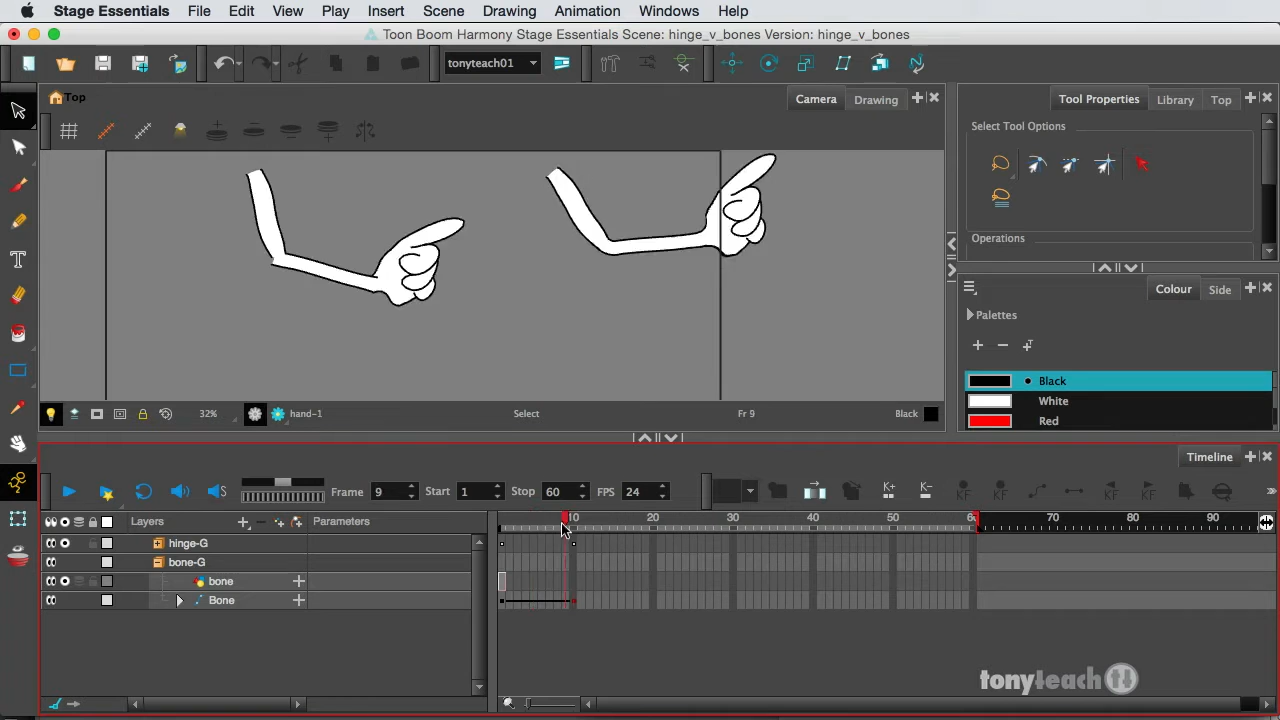 Stage Essentials File Edit View Play Insert Scene Drawing Animation Windows Help
Toon Boom Harmony Stage Essentials Scene: hinge_v_bones Version: hinge_v_bones
tonyteach01
Top Camera Drawing Tool Properties Library Top
Select Tool Options
Operations
Colour Side
Palettes
Black
White
Red
32% hand-1 Select Fr 9 Black
Timeline
Frame 9 Start 1 Stop 60 FPS 24
Layers Parameters 10 20 30 40 50 6 70 80 90
hinge-G
bone-G
bone
Bone
tonyteach